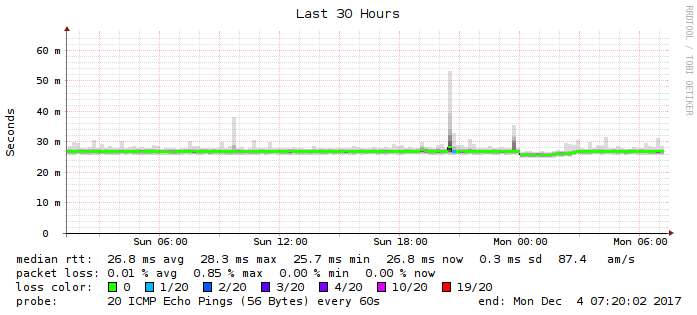 Last 30 Hours
RRDTOOL / TOBI OETIKER
Seconds
60 m
50 m
40 m
30 m
20 m
10 m
0
Sun 06:00 Sun 12:00 Sun 18:00 Mon 00:00 Mon 06:00
median rtt: 26.8 ms avg 28.3 ms max 25.7 ms min 26.8 ms now 0.3 ms sd 87.4 am/s
packet loss: 0.01 % avg 0.85 % max 0.00 % min 0.00 % now
loss color: 0 1/20 2/20 3/20 4/20 10/20 19/20
probe: 20 ICMP Echo Pings (56 Bytes) every 60s end: Mon Dec 4 07:20:02 2017